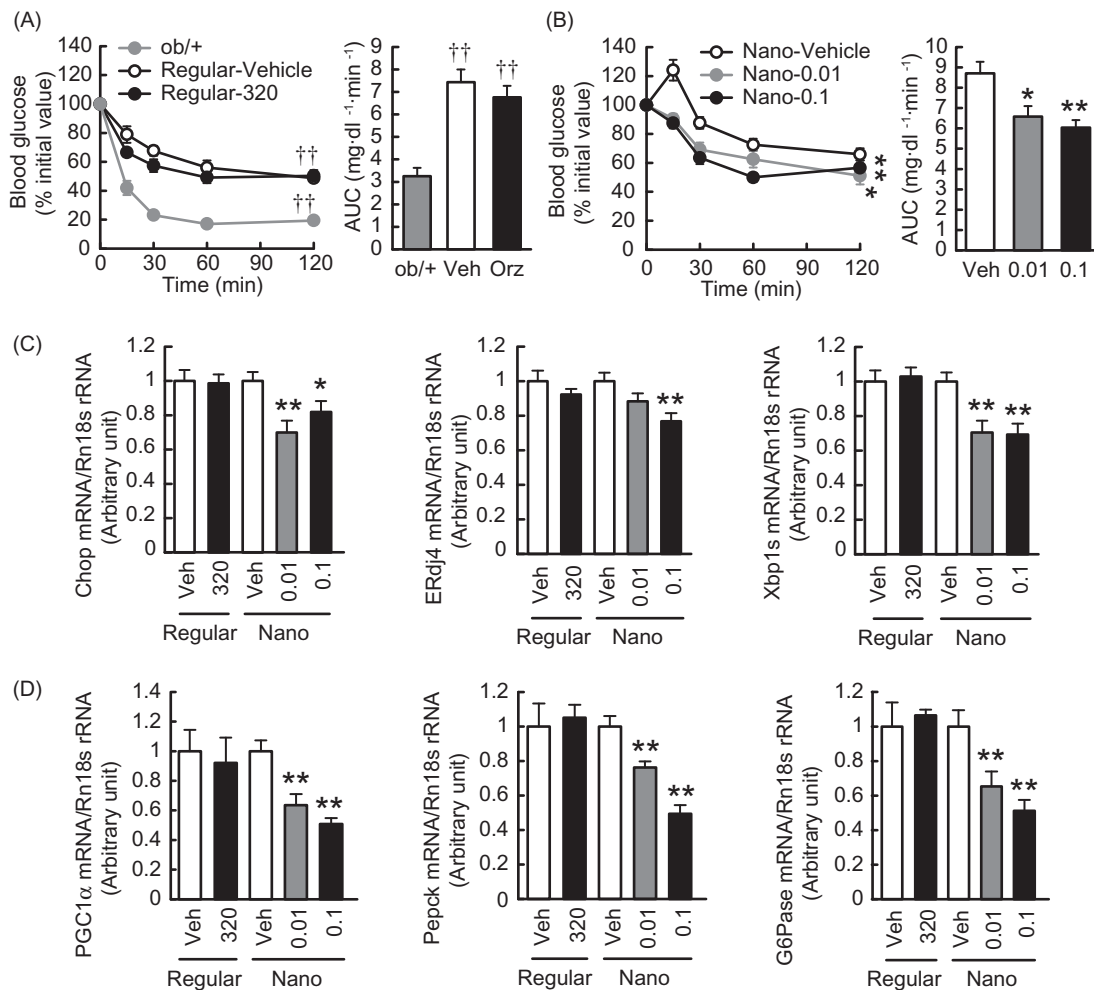 (A)
ob/+
Regular-Vehicle
Regular-320
Blood glucose
(% initial value)
140
120
100
80
60
40
20
0
††
††
0 30 60 90 120
Time (min)
AUC (mg·dl⁻¹·min⁻¹)
9
8
7
6
5
4
3
2
1
0
†† ††
ob/+ Veh Orz
(B)
Nano-Vehicle
Nano-0.01
Nano-0.1
Blood glucose
(% initial value)
140
120
100
80
60
40
20
0
**
*
0 30 60 90 120
Time (min)
AUC (mg·dl⁻¹·min⁻¹)
9
8
7
6
5
4
3
2
1
0
* **
Veh 0.01 0.1
(C)
Chop mRNA/Rn18s rRNA
(Arbitrary unit)
1.2
1
0.8
0.6
0.4
0.2
0
** *
Veh 320 Veh 0.01 0.1
Regular Nano
ERdj4 mRNA/Rn18s rRNA
(Arbitrary unit)
1.2
1
0.8
0.6
0.4
0.2
0
**
Veh 320 Veh 0.01 0.1
Regular Nano
Xbp1s mRNA/Rn18s rRNA
(Arbitrary unit)
1.2
1
0.8
0.6
0.4
0.2
0
** **
Veh 320 Veh 0.01 0.1
Regular Nano
(D)
PGC1α mRNA/Rn18s rRNA
(Arbitrary unit)
1.4
1.2
1
0.8
0.6
0.4
0.2
0
** **
Veh 320 Veh 0.01 0.1
Regular Nano
Pepck mRNA/Rn18s rRNA
(Arbitrary unit)
1.2
1
0.8
0.6
0.4
0.2
0
** **
Veh 320 Veh 0.01 0.1
Regular Nano
G6Pase mRNA/Rn18s rRNA
(Arbitrary unit)
1.2
1
0.8
0.6
0.4
0.2
0
** **
Veh 320 Veh 0.01 0.1
Regular Nano